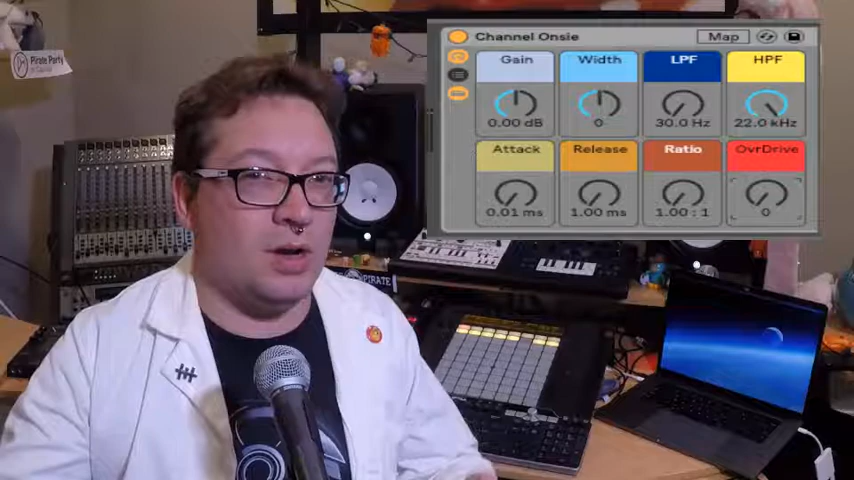 Channel Onsie Map
Gain Width LPF HPF
0.00 dB 0 30.0 Hz 22.0 kHz
Attack Release Ratio OvrDrive
0.01 ms 1.00 ms 1.00 : 1 0
Pirate Party
PIRATE